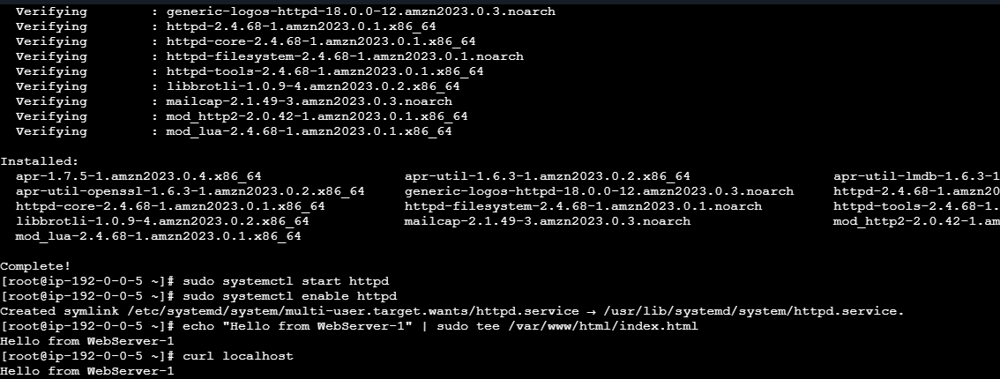 Verifying : generic-logos-httpd-18.0.0-12.amzn2023.0.3.noarch
Verifying : httpd-2.4.68-1.amzn2023.0.1.x86_64
Verifying : httpd-core-2.4.68-1.amzn2023.0.1.x86_64
Verifying : httpd-filesystem-2.4.68-1.amzn2023.0.1.noarch
Verifying : httpd-tools-2.4.68-1.amzn2023.0.1.x86_64
Verifying : libbrotli-1.0.9-4.amzn2023.0.2.x86_64
Verifying : mailcap-2.1.49-3.amzn2023.0.3.noarch
Verifying : mod_http2-2.0.42-1.amzn2023.0.1.x86_64
Verifying : mod_lua-2.4.68-1.amzn2023.0.1.x86_64
Installed:
apr-1.7.5-1.amzn2023.0.4.x86_64 apr-util-1.6.3-1.amzn2023.0.2.x86_64 apr-util-lmdb-1.6.3-1
apr-util-openssl-1.6.3-1.amzn2023.0.2.x86_64 generic-logos-httpd-18.0.0-12.amzn2023.0.3.noarch httpd-2.4.68-1.amzn20
httpd-core-2.4.68-1.amzn2023.0.1.x86_64 httpd-filesystem-2.4.68-1.amzn2023.0.1.noarch httpd-tools-2.4.68-1.
libbrotli-1.0.9-4.amzn2023.0.2.x86_64 mailcap-2.1.49-3.amzn2023.0.3.noarch mod_http2-2.0.42-1.am
mod_lua-2.4.68-1.amzn2023.0.1.x86_64
Complete!
[root@ip-192-0-0-5 ~]# sudo systemctl start httpd
[root@ip-192-0-0-5 ~]# sudo systemctl enable httpd
Created symlink /etc/systemd/system/multi-user.target.wants/httpd.service → /usr/lib/systemd/system/httpd.service.
[root@ip-192-0-0-5 ~]# echo "Hello from WebServer-1" | sudo tee /var/www/html/index.html
Hello from WebServer-1
[root@ip-192-0-0-5 ~]# curl localhost
Hello from WebServer-1